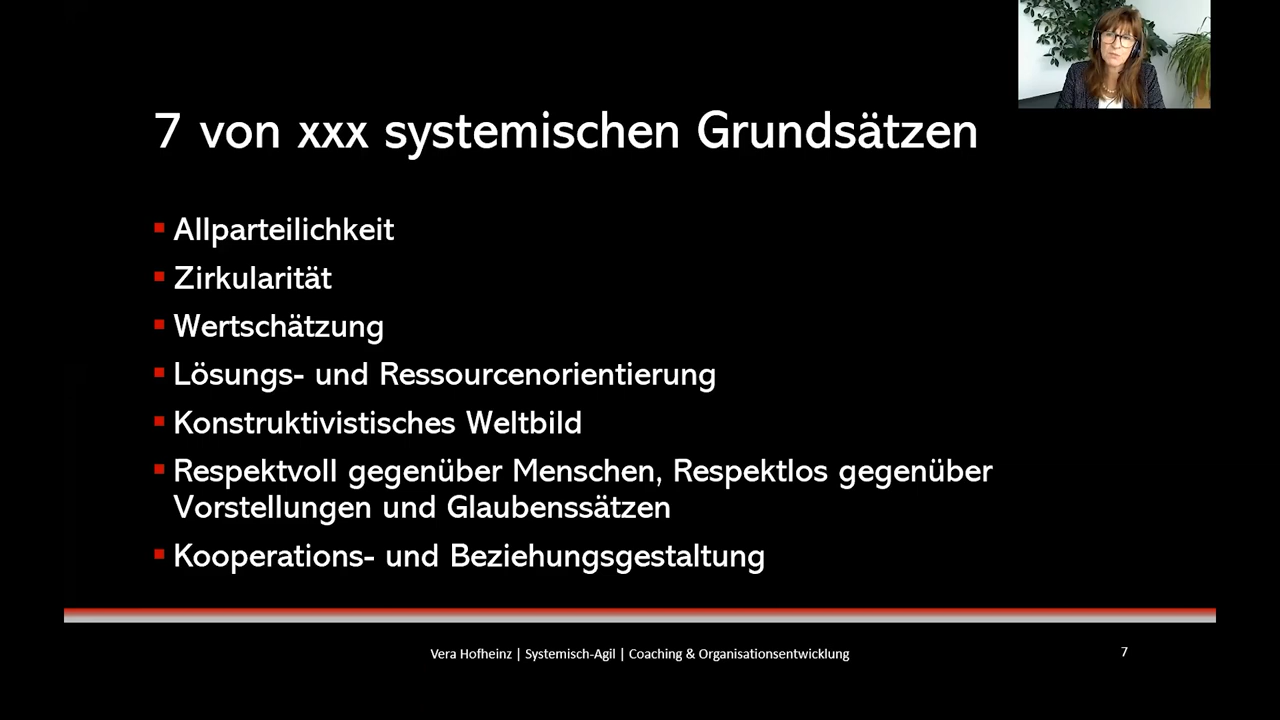 7 von xxx systemischen Grundsätzen
Allparteilichkeit
Zirkularität
Wertschätzung
Lösungs- und Ressourcenorientierung
Konstruktivistisches Weltbild
Respektvoll gegenüber Menschen, Respektlos gegenüber
Vorstellungen und Glaubenssätzen
Kooperations- und Beziehungsgestaltung
Vera Hofheinz | Systemisch-Agil | Coaching & Organisationsentwicklung
7